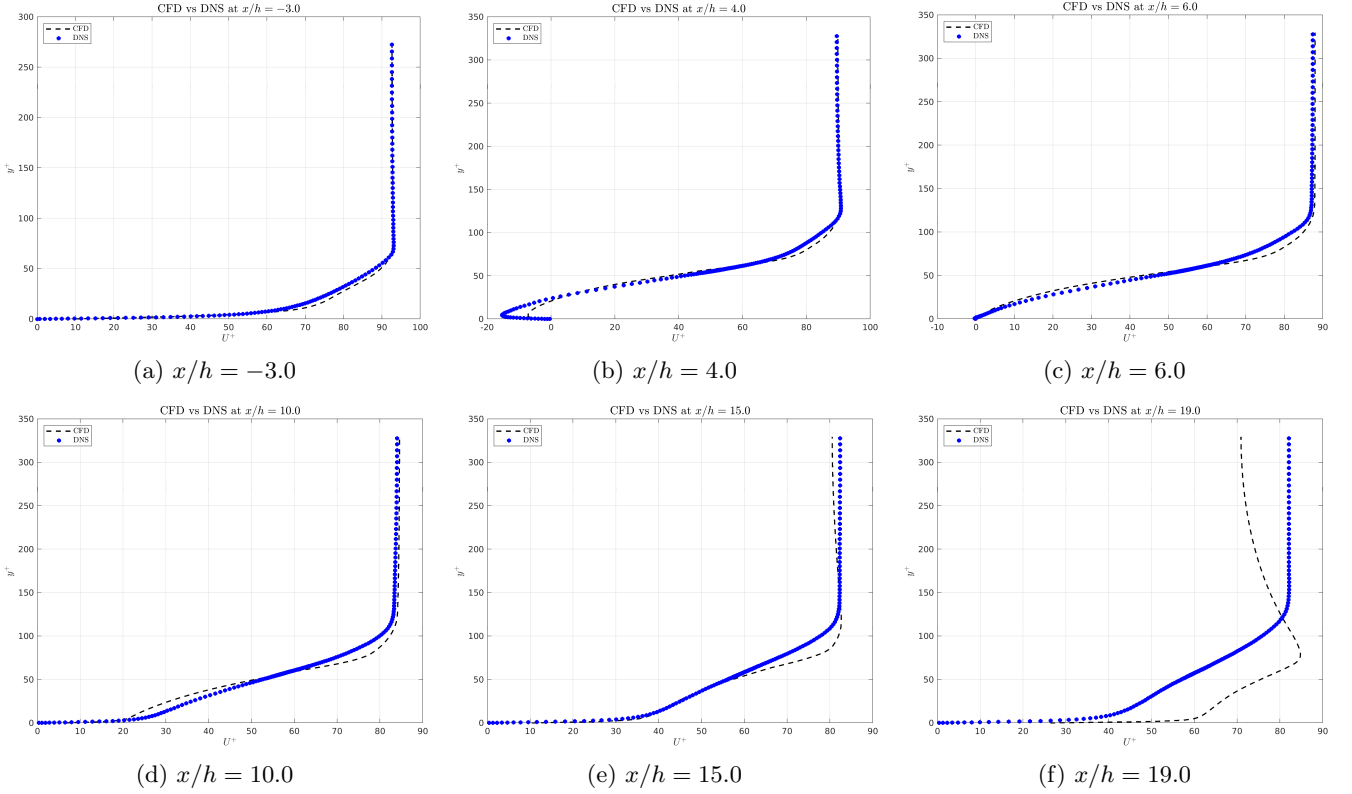 CFD vs DNS at x/h = −3.0
CFD
DNS
300
250
200
150
100
50
0
y⁺
0 10 20 30 40 50 60 70 80 90 100
U⁺
(a) x/h = −3.0
CFD vs DNS at x/h = 4.0
CFD
DNS
350
300
250
200
150
100
50
0
y⁺
-20 0 20 40 60 80 100
U⁺
(b) x/h = 4.0
CFD vs DNS at x/h = 6.0
CFD
DNS
350
300
250
200
150
100
50
0
y⁺
-10 0 10 20 30 40 50 60 70 80 90
U⁺
(c) x/h = 6.0
CFD vs DNS at x/h = 10.0
CFD
DNS
350
300
250
200
150
100
50
0
y⁺
0 10 20 30 40 50 60 70 80 90
U⁺
(d) x/h = 10.0
CFD vs DNS at x/h = 15.0
CFD
DNS
350
300
250
200
150
100
50
0
y⁺
0 10 20 30 40 50 60 70 80 90
U⁺
(e) x/h = 15.0
CFD vs DNS at x/h = 19.0
CFD
DNS
350
300
250
200
150
100
50
0
y⁺
0 10 20 30 40 50 60 70 80 90
U⁺
(f) x/h = 19.0